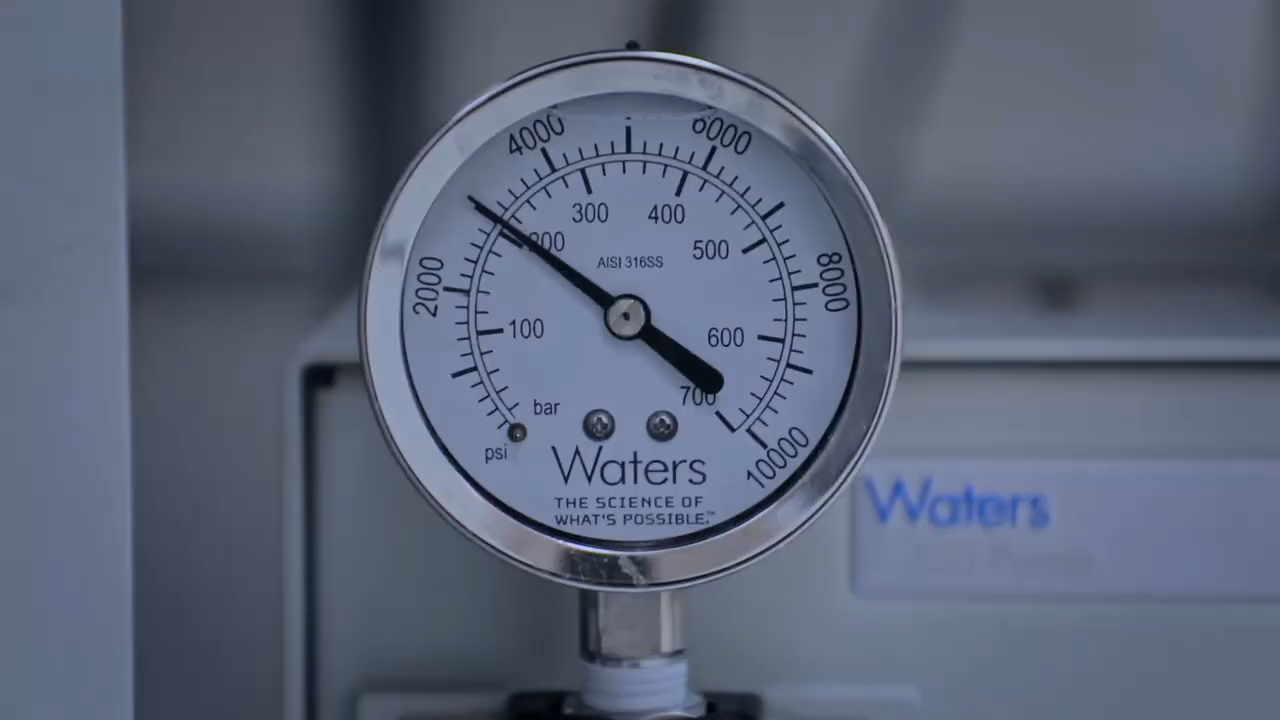 4000
6000
300
400
200
500
AISI 316SS
2000
8000
100
600
700
bar
psi
10000
Waters
THE SCIENCE OF
WHAT'S POSSIBLE.™
Waters